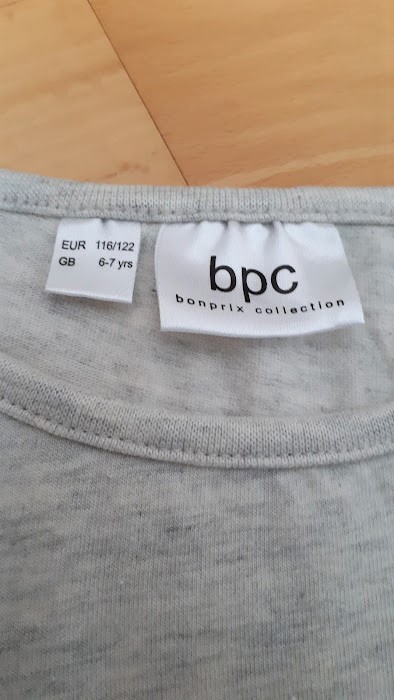 EUR 116/122
GB 6-7 yrs
bpc
bonprix collection